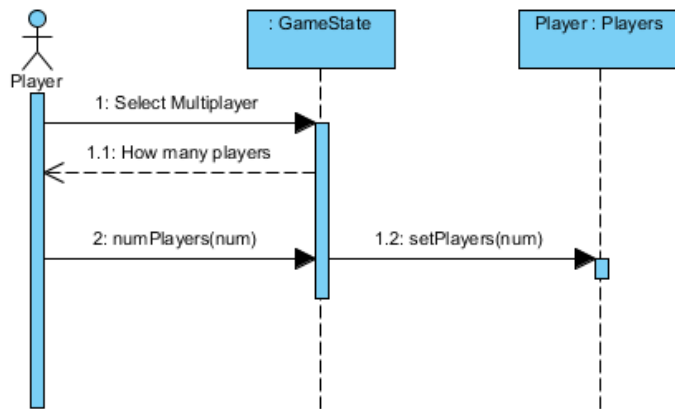 : GameState
Player : Players
Player
1: Select Multiplayer
1.1: How many players
2: numPlayers(num)
1.2: setPlayers(num)